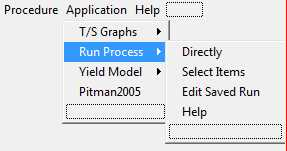 Procedure Application Help
T/S Graphs
Run Process
Yield Model
Pitman2005
Directly
Select Items
Edit Saved Run
Help